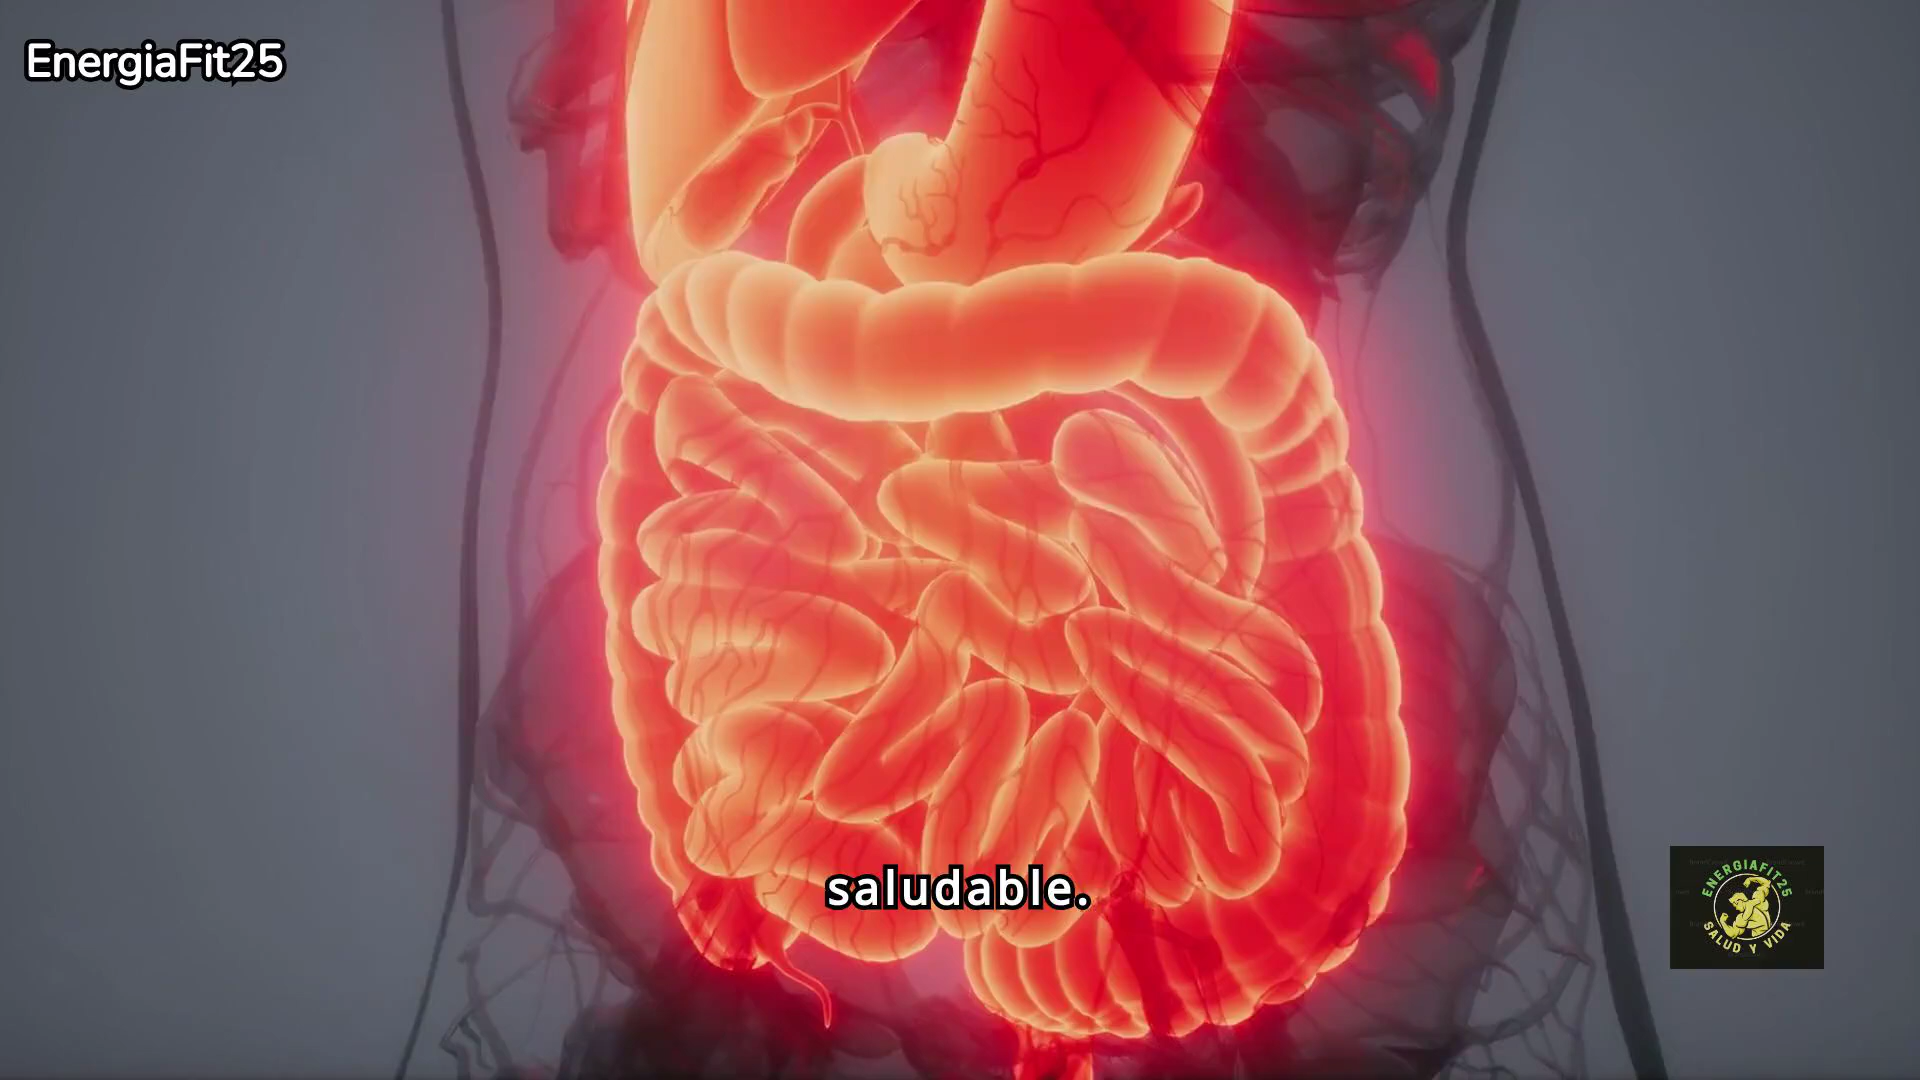 EnergiaFit25
saludable.
ENERGIAFIT25
SALUD Y VIDA